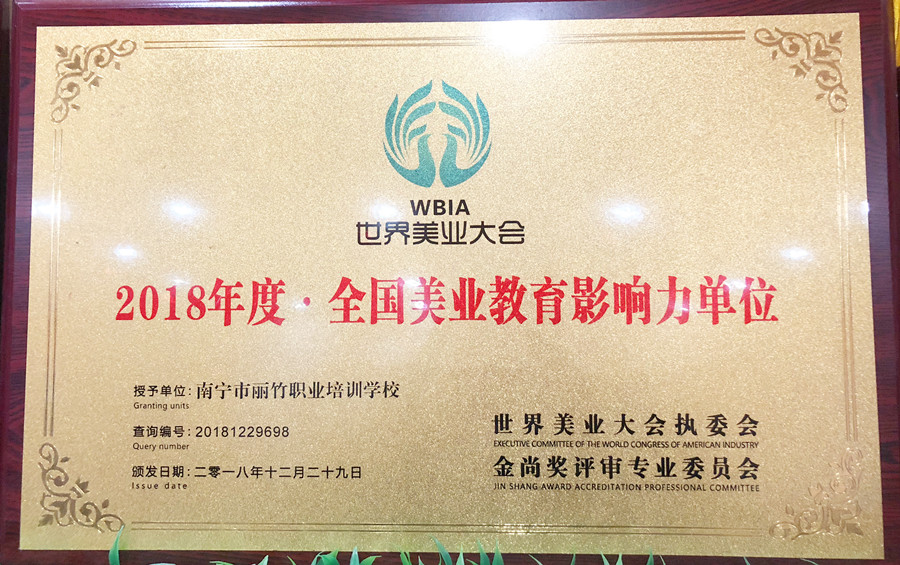 WBIA
世界美业大会
2018年度·全国美业教育影响力单位
授予单位：南宁市丽竹职业培训学校
Granting units
查询编号：20181229698
Query number
颁发日期：二零一八年十二月二十九日
Issue date
世界美业大会执委会
EXECUTIVE COMMITTEE OF THE WORLD CONGRESS OF AMERICAN INDUSTRY
金尚奖评审专业委员会
JIN SHANG AWARD ACCREDITATION PROFESSIONAL COMMITTEE